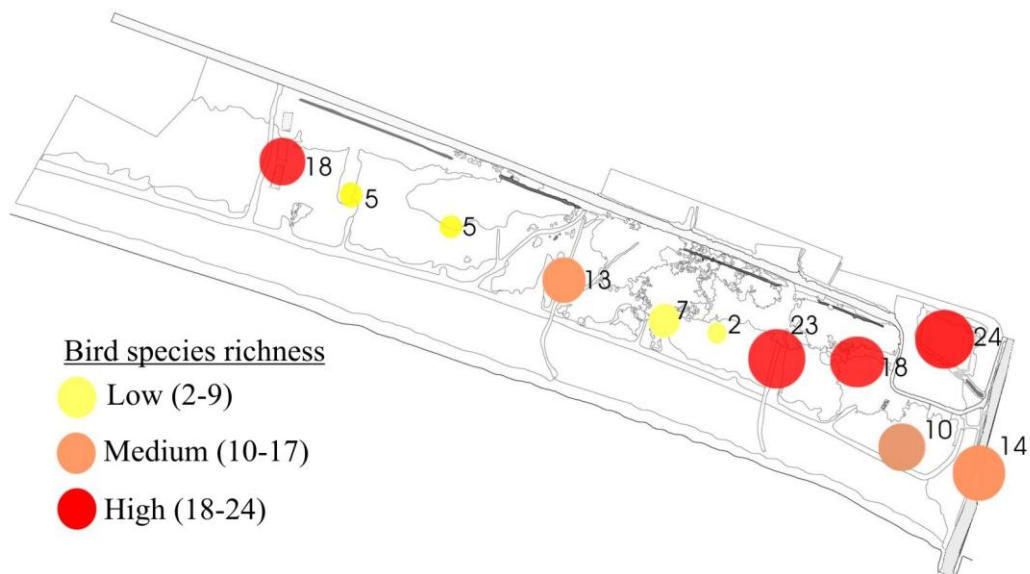 18
5
5
13
7
2
23
18
24
10
14
Bird species richness
Low (2-9)
Medium (10-17)
High (18-24)